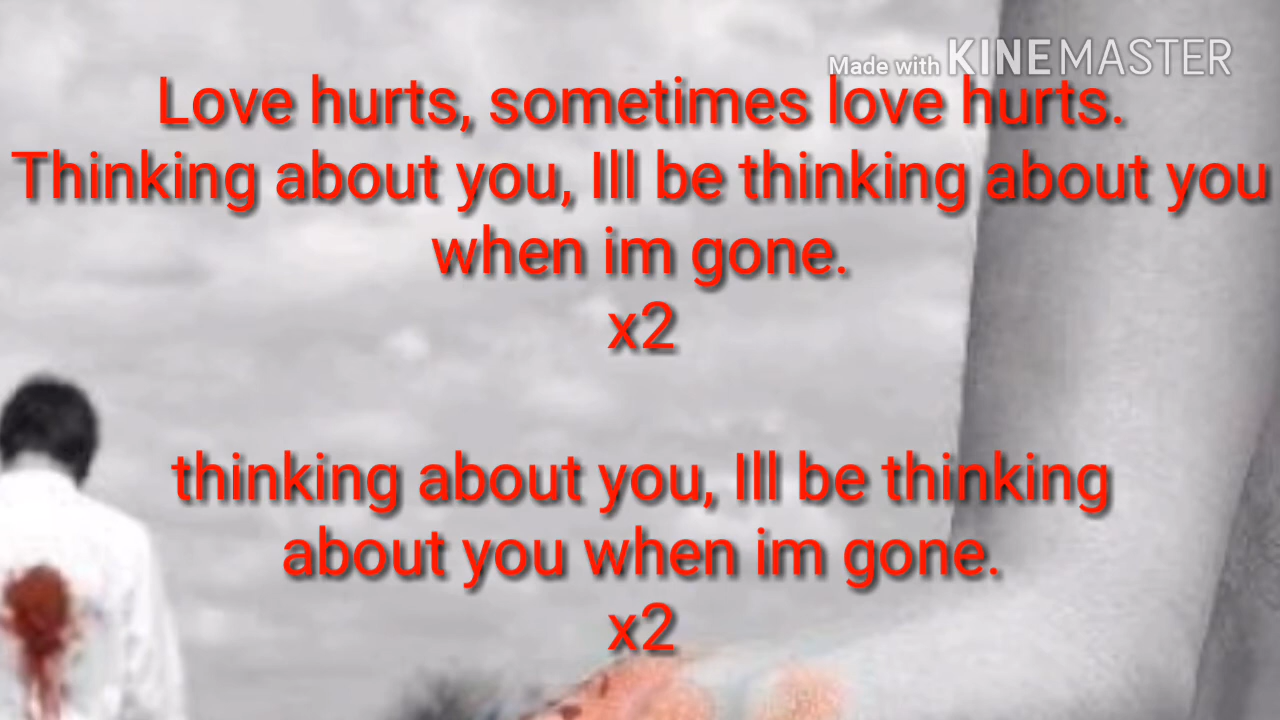 Made with KINEMASTER
Love hurts, sometimes love hurts.
Thinking about you, Ill be thinking about you
when im gone.
x2
thinking about you, Ill be thinking
about you when im gone.
x2